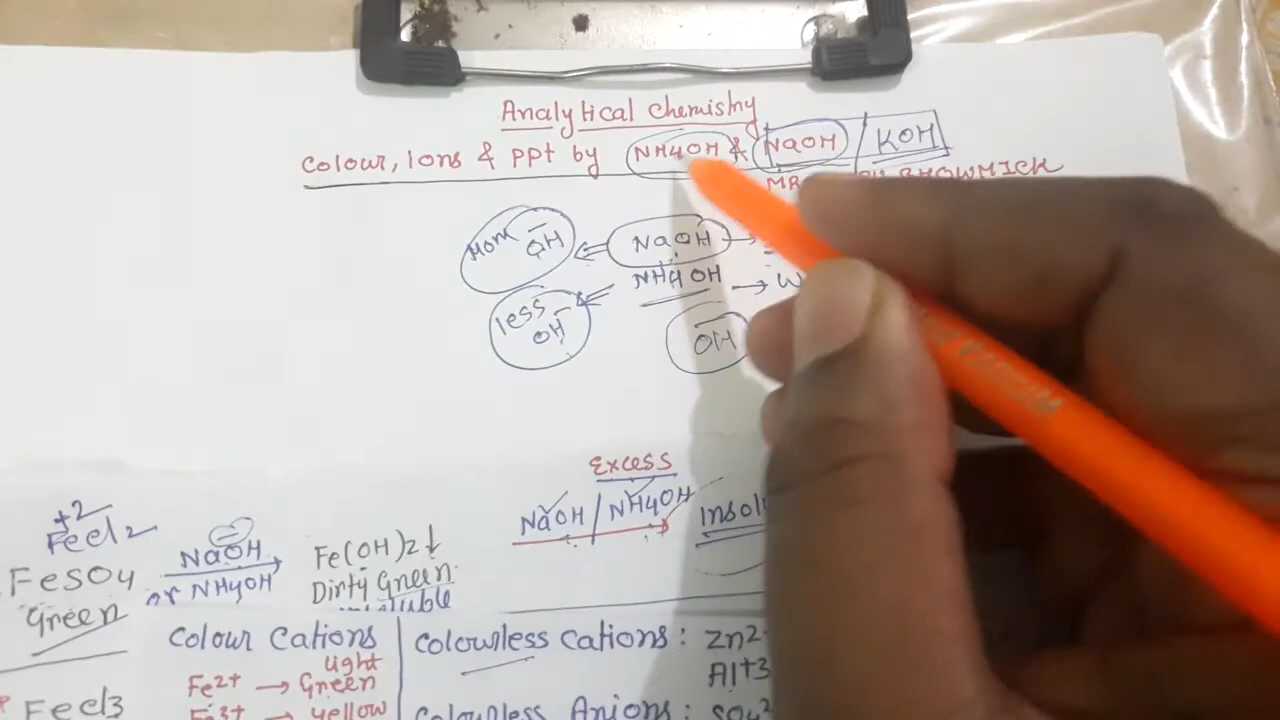 Analytical Chemistry
Colour, Ions & ppt by NH4OH & NaOH / KOH
BHOWMICK
More OH⁻ ⇐ NaOH →
less OH⁻ ⇐ NH4OH → W
OH⁻
Excess
NaOH / NH4OH
+2
FeCl2
FeSO4
Green
NaOH
or NH4OH
Fe(OH)2↓
Dirty Green
Colour Cations
Fe2+ → light Green
Fe3+ → yellow
Colourless Cations: Zn2+
Al+3
Colourless Anions: SO4 2-
FeCl3